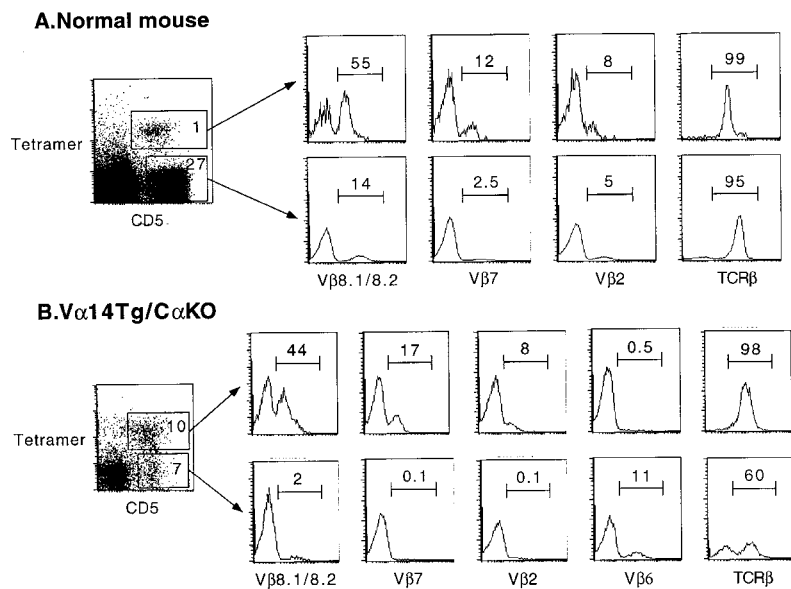 A.Normal mouse
55
12
8
99
Tetramer
1
27
CD5
14
2.5
5
95
Vβ8.1/8.2
Vβ7
Vβ2
TCRβ
B.Vα14Tg/CαKO
44
17
8
0.5
98
Tetramer
10
7
CD5
2
0.1
0.1
11
60
Vβ8.1/8.2
Vβ7
Vβ2
Vβ6
TCRβ